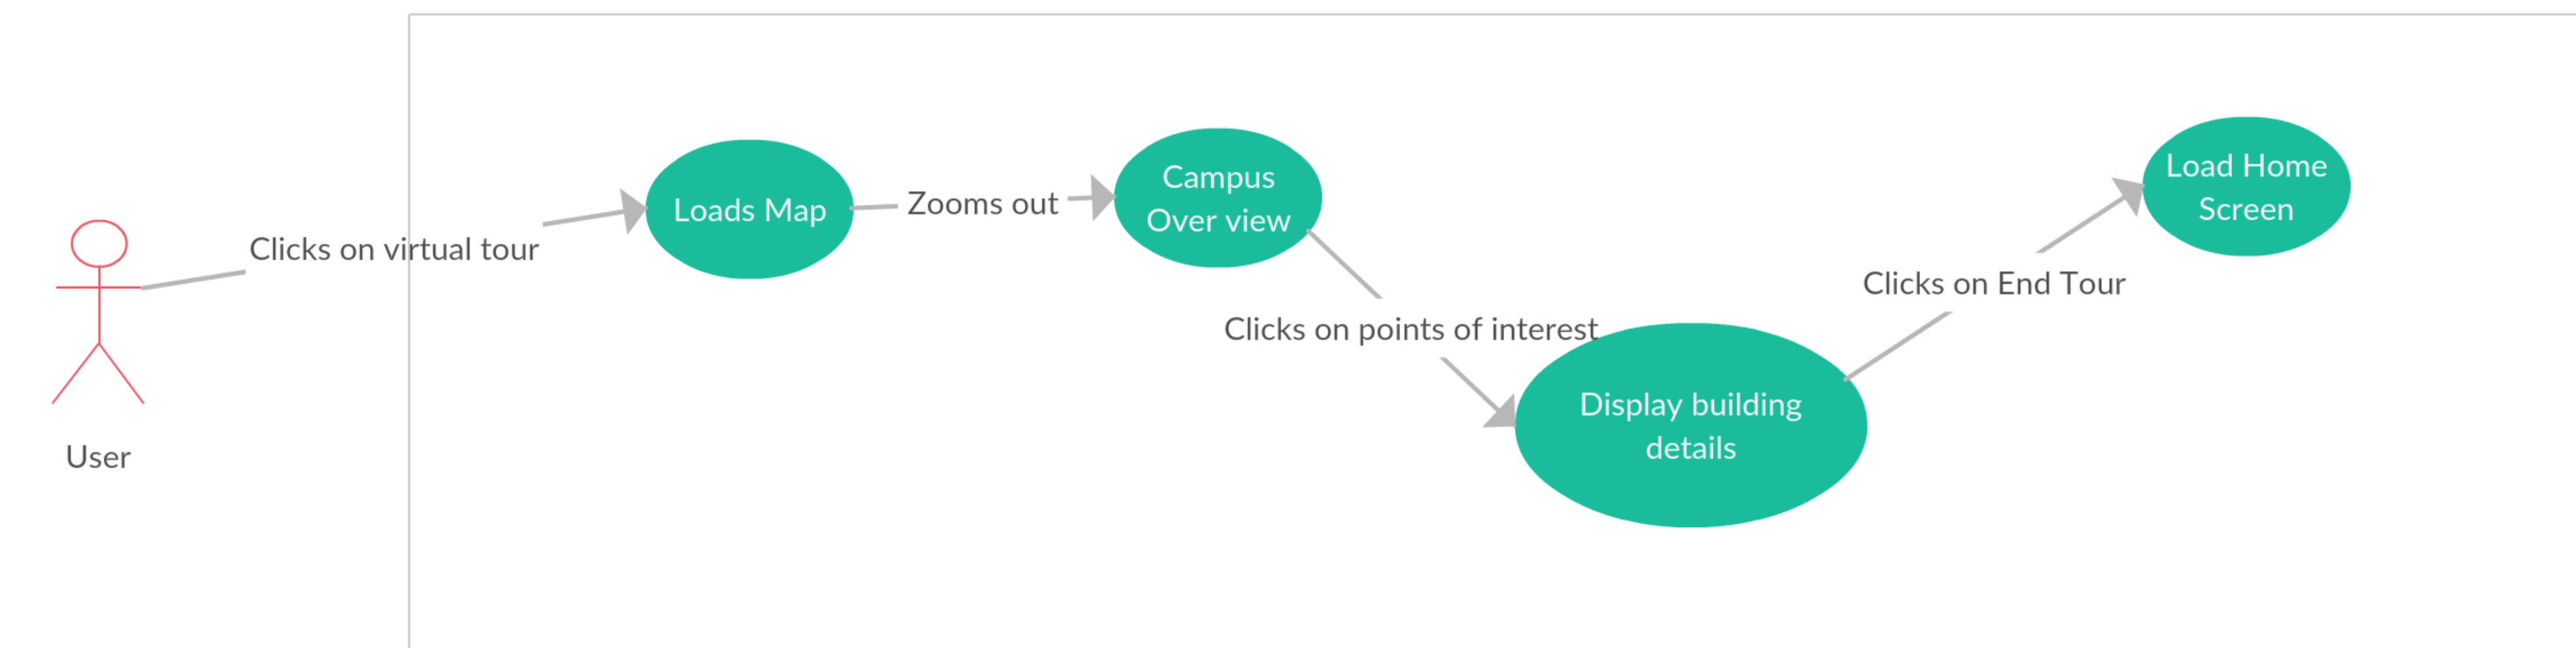 User
Clicks on virtual tour
Loads Map
Zooms out
Campus
Over view
Clicks on points of interest
Display building
details
Clicks on End Tour
Load Home
Screen